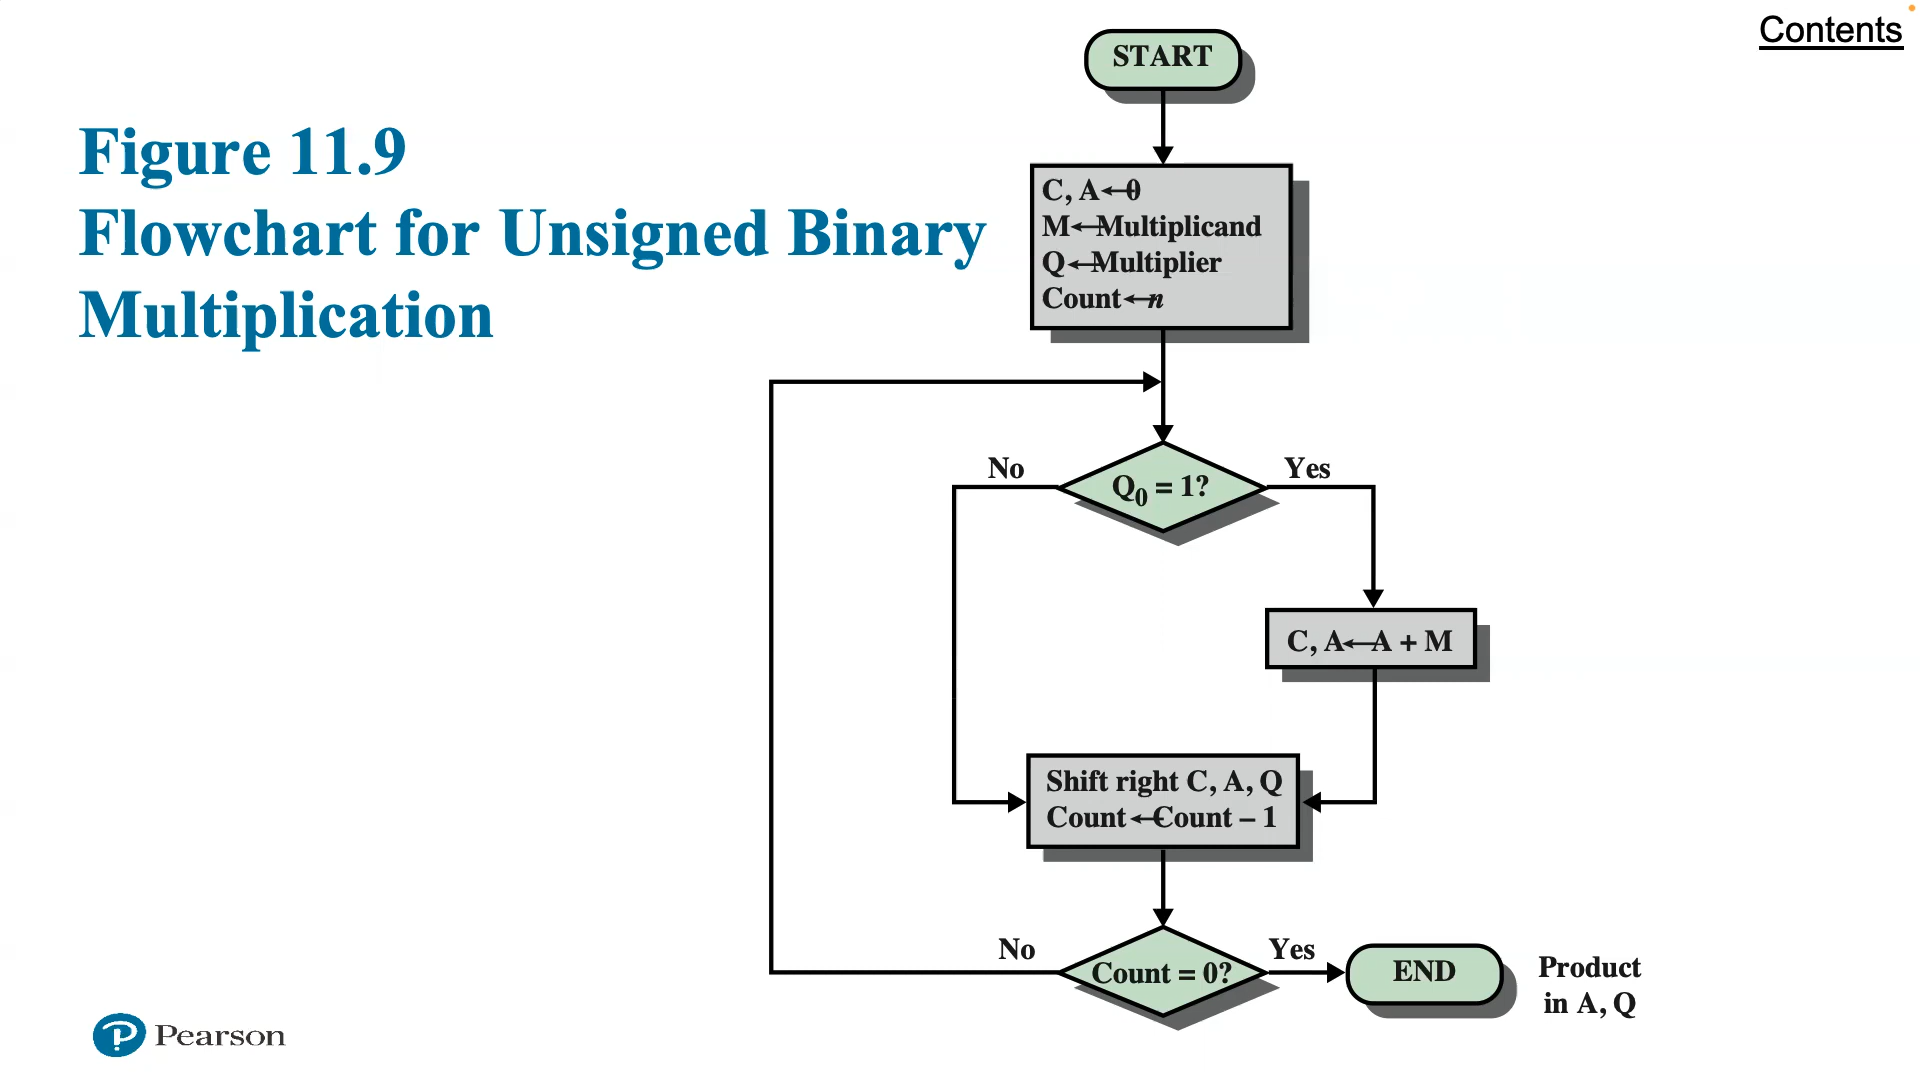 Contents
Figure 11.9
Flowchart for Unsigned Binary
Multiplication
START
C, A←0
M←Multiplicand
Q←Multiplier
Count←n
No
Yes
Q₀ = 1?
C, A←A + M
Shift right C, A, Q
Count←Count – 1
No
Yes
Count = 0?
END
Product
in A, Q
P Pearson